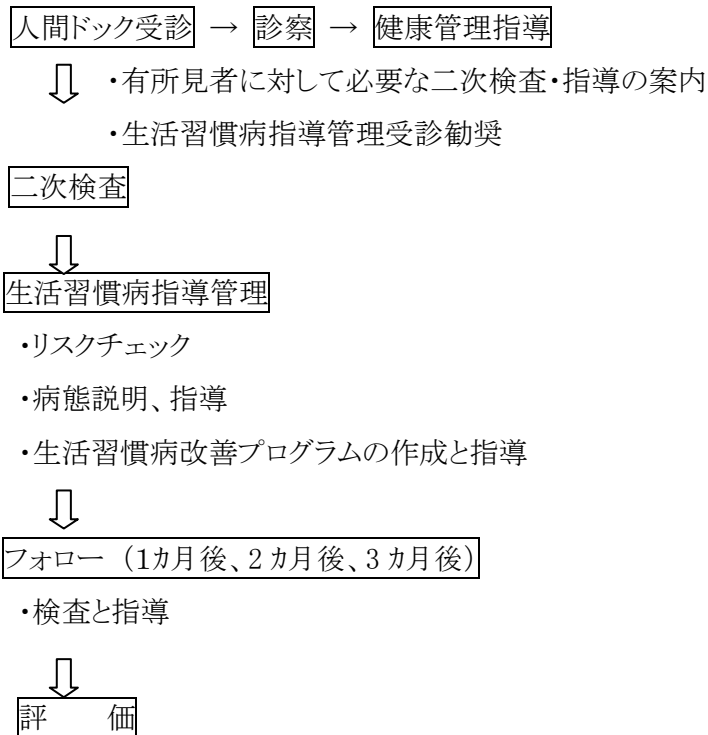 人間ドック受診 → 診察 → 健康管理指導
・有所見者に対して必要な二次検査・指導の案内
・生活習慣病指導管理受診勧奨
二次検査
生活習慣病指導管理
・リスクチェック
・病態説明、指導
・生活習慣病改善プログラムの作成と指導
フォロー（1カ月後、2カ月後、3カ月後）
・検査と指導
評　　価